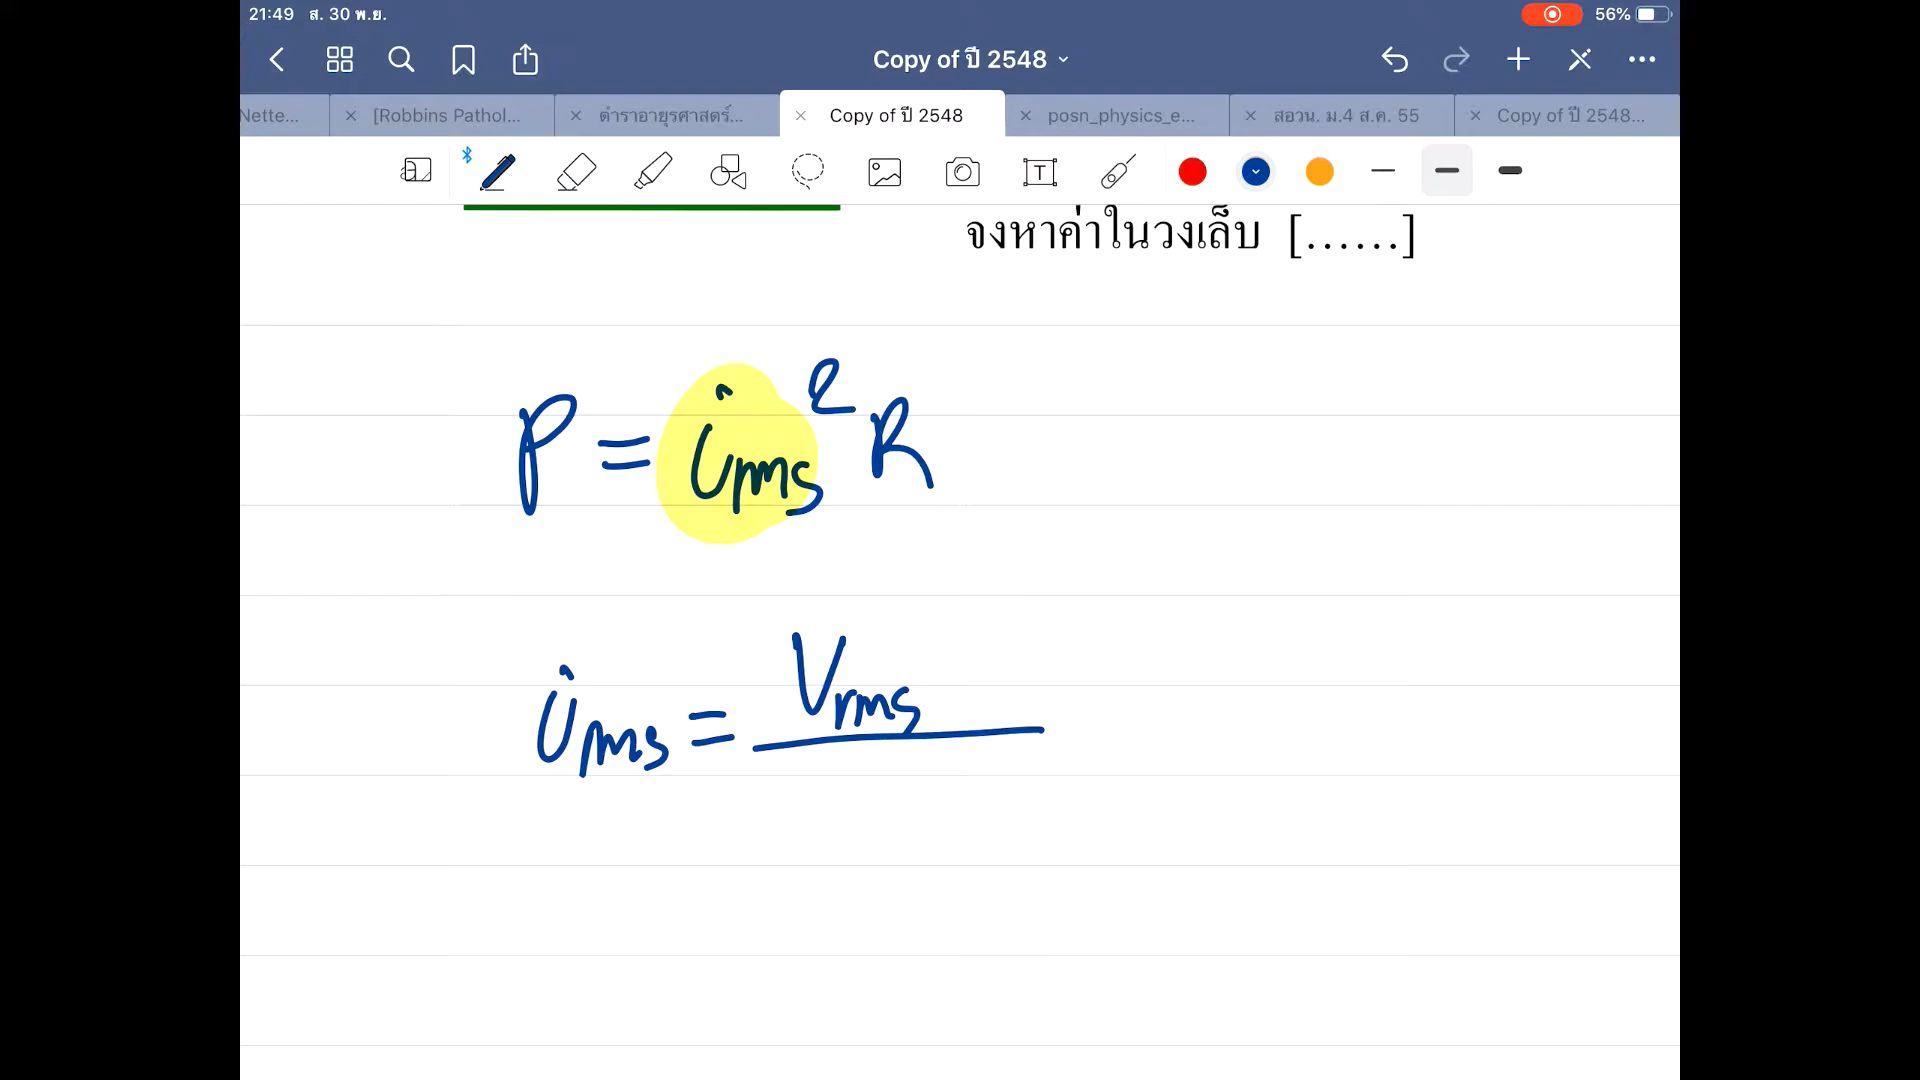 21:49 ส. 30 พ.ย. 56%
Copy of ปี 2548
Nette... [Robbins Pathol... ตำราอายุรศาสตร์... Copy of ปี 2548 posn_physics_e... สอวน. ม.4 ส.ค. 55 Copy of ปี 2548...
จงหาค่าในวงเล็บ [......]
P = i_rms² R
i_rms = V_rms